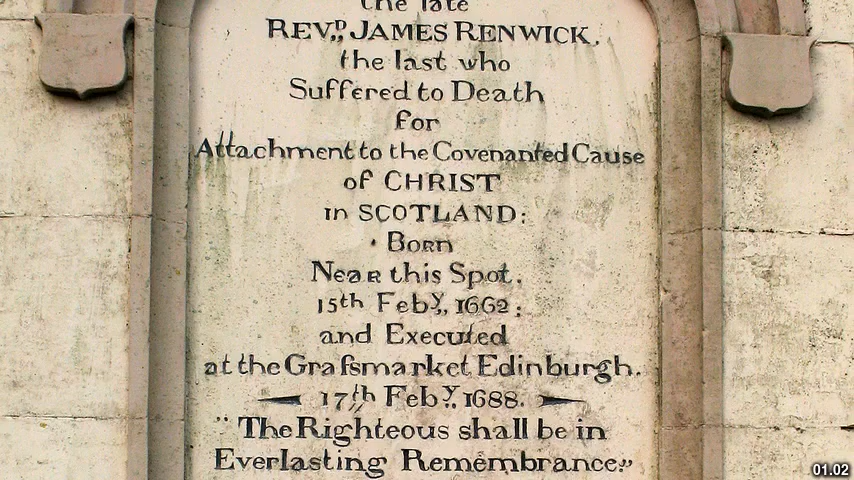 the late
REVD,, JAMES RENWICK,
the last who
Suffered to Death
for
Attachment to the Covenanted Cause
of CHRIST
in SCOTLAND:
BORN
Near this Spot,
15th Feby, 1662:
and Executed
at the Graſsmarket Edinburgh.
17th Feby. 1688.
"The Righteous shall be in
Everlasting Remembrance."
01.02